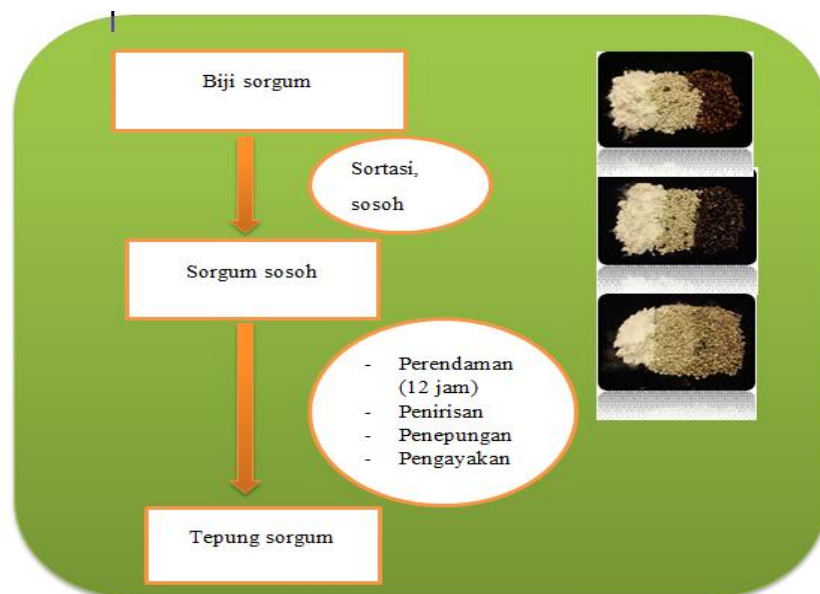 Biji sorgum
Sortasi,
sosoh
Sorgum sosoh
- Perendaman
(12 jam)
- Penirisan
- Penepungan
- Pengayakan
Tepung sorgum